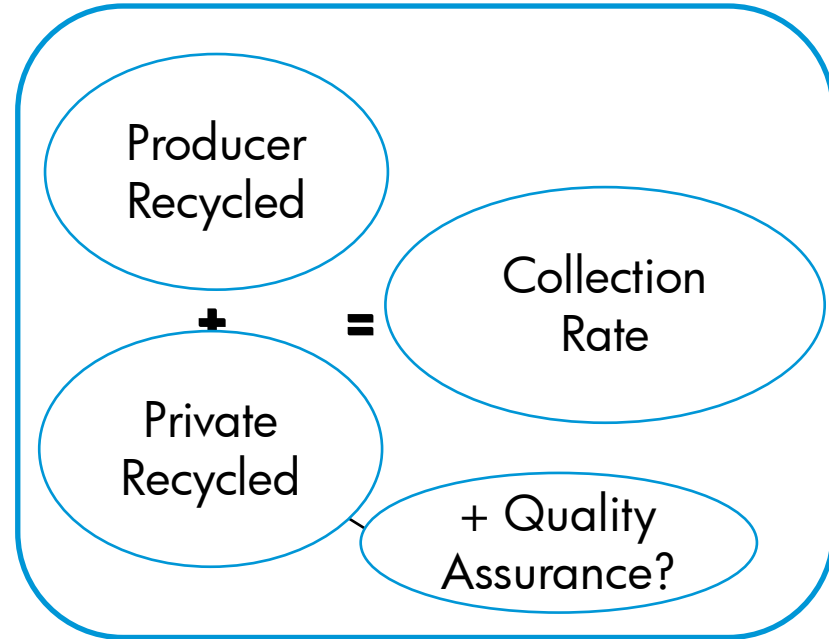 Producer
Recycled
+
=
Collection
Rate
Private
Recycled
+ Quality
Assurance?